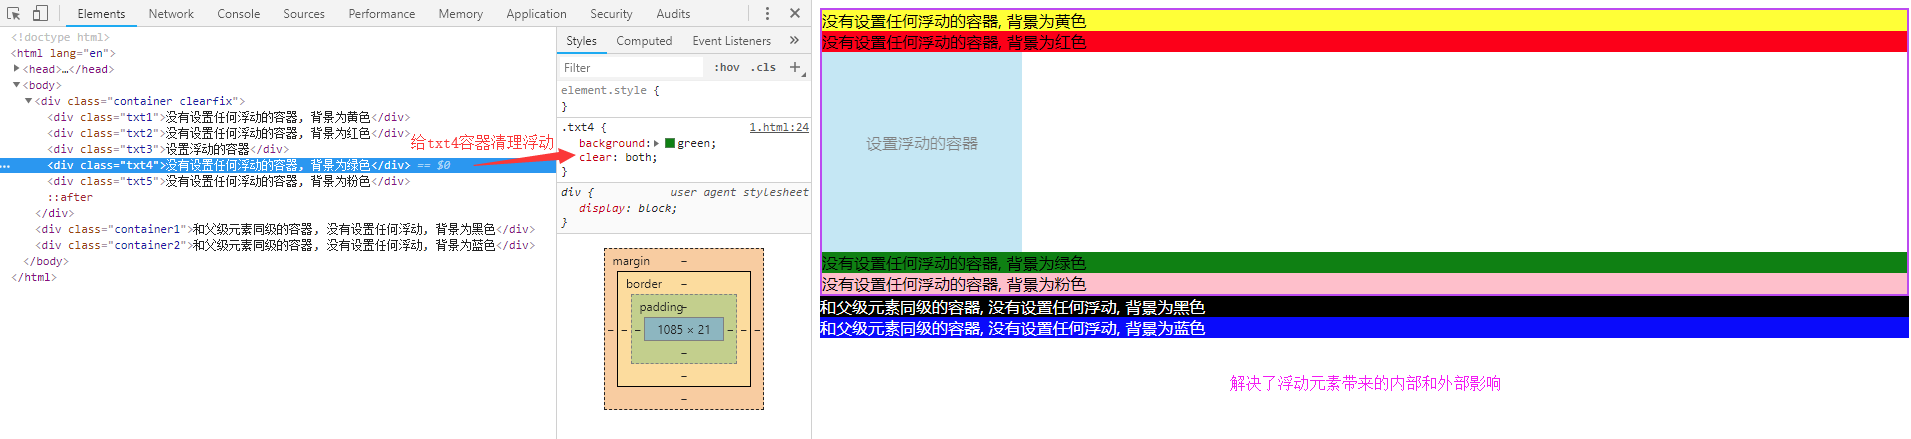 Elements Network Console Sources Performance Memory Application Security Audits
<!doctype html>
<html lang="en">
<head>…</head>
<body>
<div class="container clearfix">
<div class="txt1">没有设置任何浮动的容器, 背景为黄色</div>
<div class="txt2">没有设置任何浮动的容器, 背景为红色</div>
<div class="txt3">设置浮动的容器</div>
<div class="txt4">没有设置任何浮动的容器, 背景为绿色</div> == $0
<div class="txt5">没有设置任何浮动的容器, 背景为粉色</div>
::after
</div>
<div class="container1">和父级元素同级的容器, 没有设置任何浮动, 背景为黑色</div>
<div class="container2">和父级元素同级的容器, 没有设置任何浮动, 背景为蓝色</div>
</body>
</html>
给txt4容器清理浮动
Styles Computed Event Listeners »
Filter :hov .cls +
element.style {
}
.txt4 { 1.html:24
background: green;
clear: both;
}
div { user agent stylesheet
display: block;
}
margin –
border –
padding –
– – – 1085 × 21 – – –
–
–
–
没有设置任何浮动的容器, 背景为黄色
没有设置任何浮动的容器, 背景为红色
设置浮动的容器
没有设置任何浮动的容器, 背景为绿色
没有设置任何浮动的容器, 背景为粉色
和父级元素同级的容器, 没有设置任何浮动, 背景为黑色
和父级元素同级的容器, 没有设置任何浮动, 背景为蓝色
解决了浮动元素带来的内部和外部影响